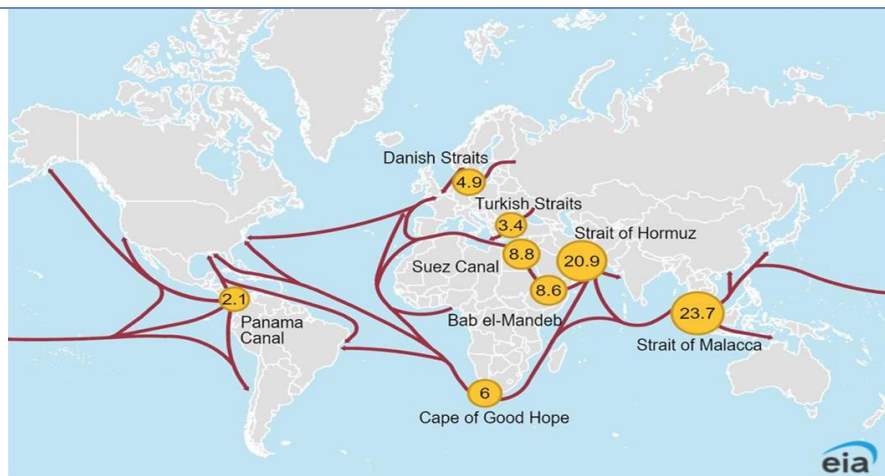 Danish Straits
4.9
Turkish Straits
3.4
Strait of Hormuz
8.8
20.9
Suez Canal
8.6
2.1
23.7
Bab el-Mandeb
Panama
Canal
Strait of Malacca
6
Cape of Good Hope
eia